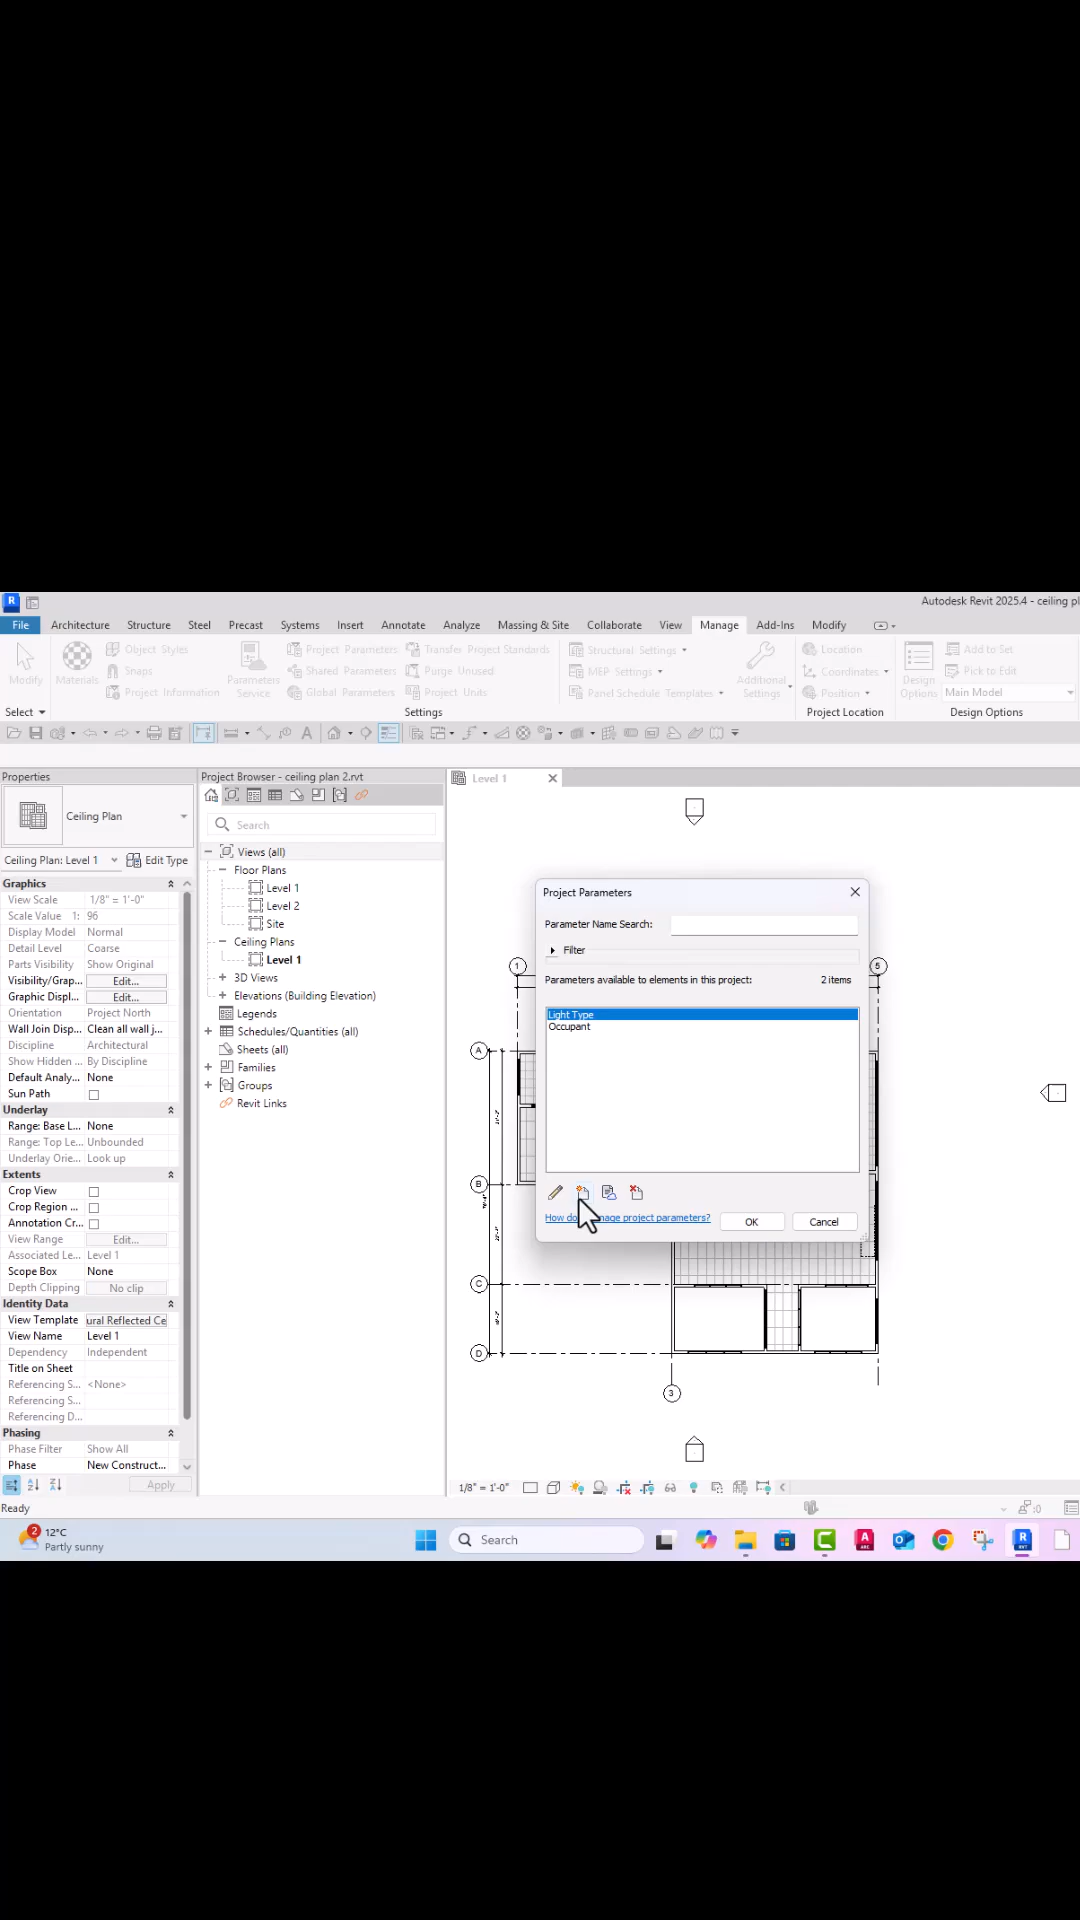 Autodesk Revit 2025.4 - ceiling pl
File Architecture Structure Steel Precast Systems Insert Annotate Analyze Massing & Site Collaborate View Manage Add-Ins Modify
Modify
Materials
Object Styles
Snaps
Project Information
Parameters
Service
Project Parameters
Shared Parameters
Global Parameters
Transfer Project Standards
Purge Unused
Project Units
Structural Settings
MEP Settings
Panel Schedule Templates
Additional
Settings
Location
Coordinates
Position
Design
Options
Add to Set
Pick to Edit
Main Model
Select
Settings
Project Location
Design Options
Properties
Ceiling Plan
Ceiling Plan: Level 1
Edit Type
Graphics
View Scale 1/8" = 1'-0"
Scale Value 1: 96
Display Model Normal
Detail Level Coarse
Parts Visibility Show Original
Visibility/Grap... Edit...
Graphic Displ... Edit...
Orientation Project North
Wall Join Disp... Clean all wall j...
Discipline Architectural
Show Hidden ... By Discipline
Default Analy... None
Sun Path
Underlay
Range: Base L... None
Range: Top Le... Unbounded
Underlay Orie... Look up
Extents
Crop View
Crop Region ...
Annotation Cr...
View Range Edit...
Associated Le... Level 1
Scope Box None
Depth Clipping No clip
Identity Data
View Template ural Reflected Ce
View Name Level 1
Dependency Independent
Title on Sheet
Referencing S... <None>
Referencing S...
Referencing D...
Phasing
Phase Filter Show All
Phase New Construct...
Apply
Project Browser - ceiling plan 2.rvt
Search
Views (all)
Floor Plans
Level 1
Level 2
Site
Ceiling Plans
Level 1
3D Views
Elevations (Building Elevation)
Legends
Schedules/Quantities (all)
Sheets (all)
Families
Groups
Revit Links
Level 1
Project Parameters
Parameter Name Search:
Filter
Parameters available to elements in this project: 2 items
Light Type
Occupant
How do mage project parameters?
OK
Cancel
1
5
A
B
C
D
3
1/8" = 1'-0"
Ready
:0
2
12°C
Partly sunny
Search